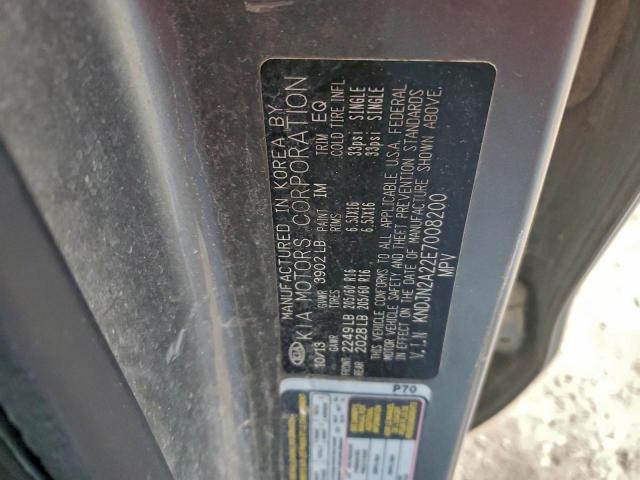 MANUFACTURED IN KOREA BY
KIA KIA MOTORS CORPORATION
10/13 GVWR 3902LB PAINT IM TRIM EQ
GAWR TIRES RIMS COLD TIRE INFL
FRONT 2249LB 205/60 R16 6.5JX16 33psi SINGLE
REAR 2028LB 205/60 R16 6.5JX16 33psi SINGLE
THIS VEHICLE CONFORMS TO ALL APPLICABLE U.S.A. FEDERAL
MOTOR VEHICLE SAFETY AND THEFT PREVENTION STANDARDS
IN EFFECT ON THE DATE OF MANUFACTURE SHOWN ABOVE.
V.I.N KNDJN2A22E7008200
MPV
P70